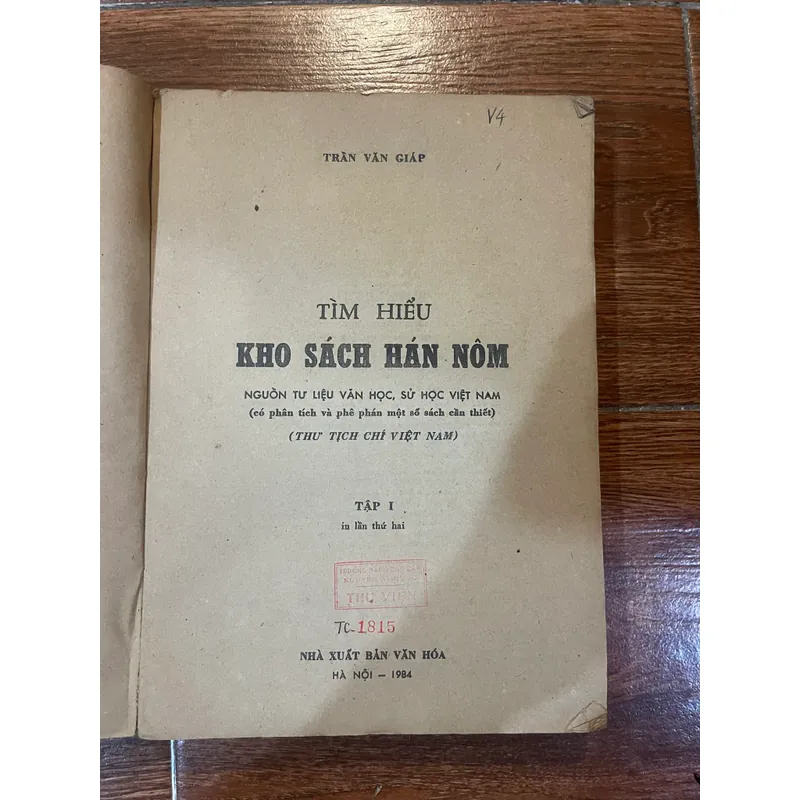 V4
TRẦN VĂN GIÁP
TÌM HIỂU
KHO SÁCH HÁN NÔM
NGUỒN TƯ LIỆU VĂN HỌC, SỬ HỌC VIỆT NAM
(có phân tích và phê phán một số sách cần thiết)
(THƯ TỊCH CHÍ VIỆT NAM)
TẬP I
in lần thứ hai
THƯ VIỆN
TC-1815
NHÀ XUẤT BẢN VĂN HÓA
HÀ NỘI — 1984